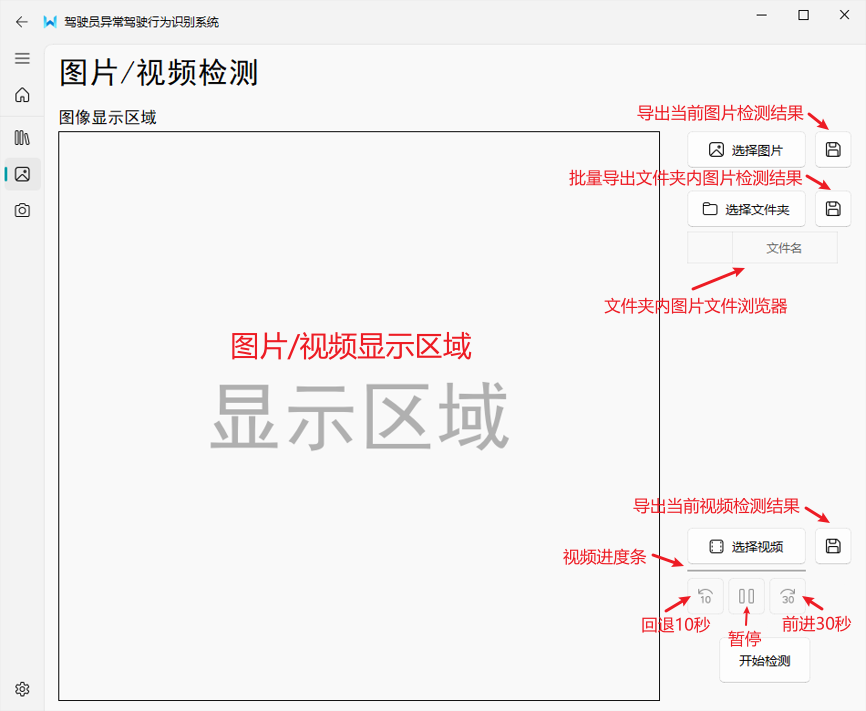 驾驶员异常驾驶行为识别系统
图片/视频检测
图像显示区域
导出当前图片检测结果
选择图片
批量导出文件夹内图片检测结果
选择文件夹
文件名
文件夹内图片文件浏览器
图片/视频显示区域
显示区域
导出当前视频检测结果
选择视频
视频进度条
10
30
回退10秒
暂停
前进30秒
开始检测